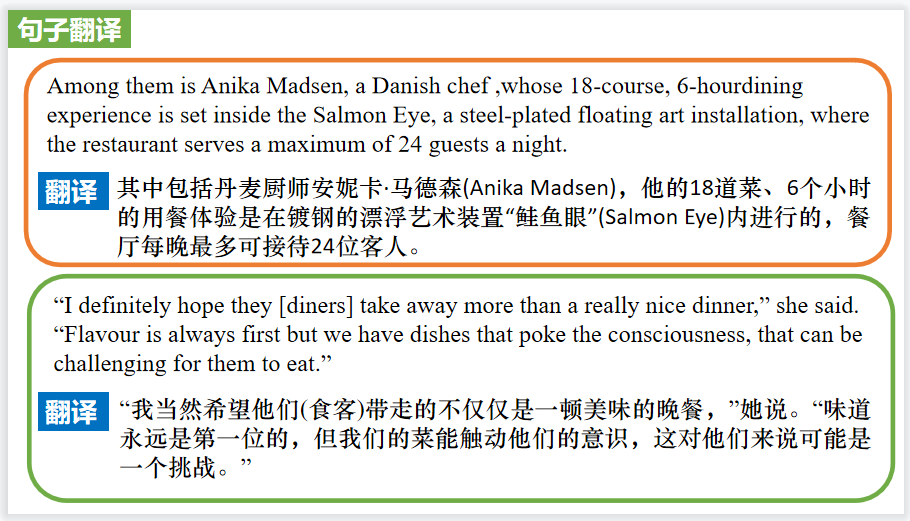 句子翻译
Among them is Anika Madsen, a Danish chef ,whose 18-course, 6-hourdining
experience is set inside the Salmon Eye, a steel-plated floating art installation, where
the restaurant serves a maximum of 24 guests a night.
翻译 其中包括丹麦厨师安妮卡·马德森(Anika Madsen)，他的18道菜、6个小时
的用餐体验是在镀钢的漂浮艺术装置“鲑鱼眼”(Salmon Eye)内进行的，餐
厅每晚最多可接待24位客人。
“I definitely hope they [diners] take away more than a really nice dinner,” she said.
“Flavour is always first but we have dishes that poke the consciousness, that can be
challenging for them to eat.”
翻译 “我当然希望他们(食客)带走的不仅仅是一顿美味的晚餐，”她说。“味道
永远是第一位的，但我们的菜能触动他们的意识，这对他们来说可能是
一个挑战。”